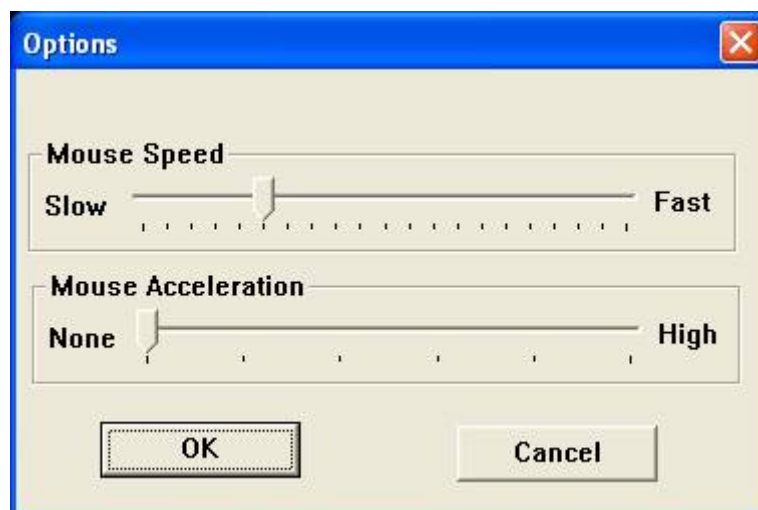 Options
Mouse Speed
Slow Fast
Mouse Acceleration
None High
OK Cancel